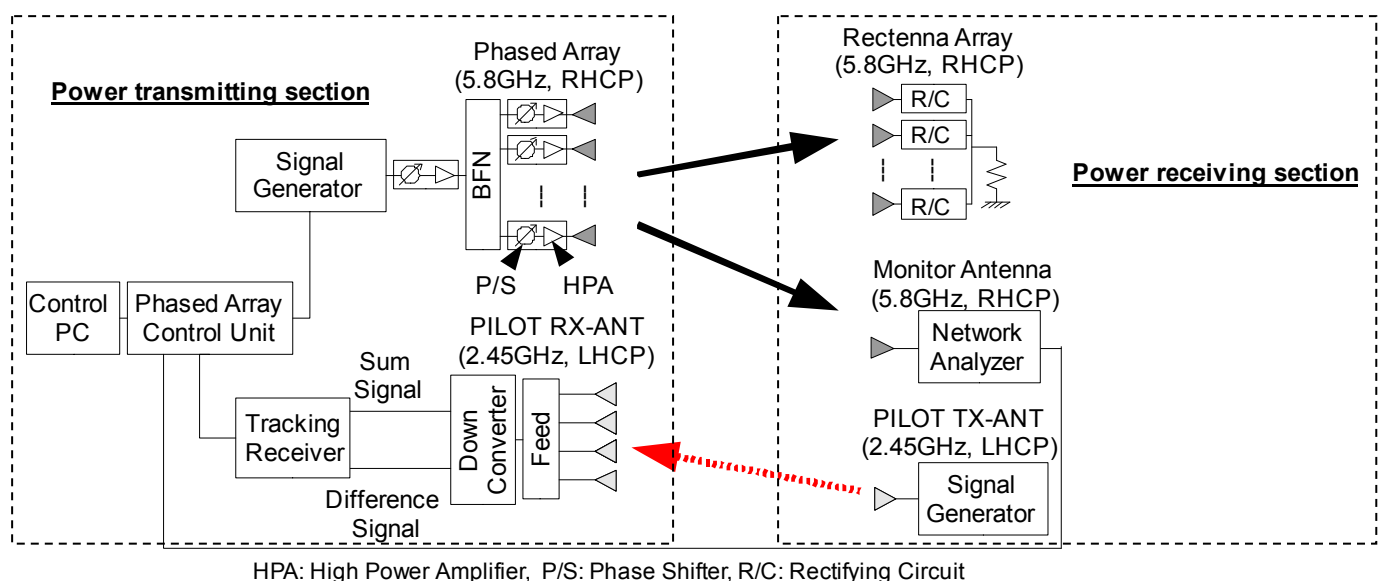 Power transmitting section
Phased Array
(5.8GHz, RHCP)
Signal
Generator
BFN
P/S
HPA
Control
PC
Phased Array
Control Unit
PILOT RX-ANT
(2.45GHz, LHCP)
Sum
Signal
Tracking
Receiver
Down
Converter
Feed
Difference
Signal
Rectenna Array
(5.8GHz, RHCP)
R/C
R/C
R/C
Power receiving section
Monitor Antenna
(5.8GHz, RHCP)
Network
Analyzer
PILOT TX-ANT
(2.45GHz, LHCP)
Signal
Generator
HPA: High Power Amplifier, P/S: Phase Shifter, R/C: Rectifying Circuit